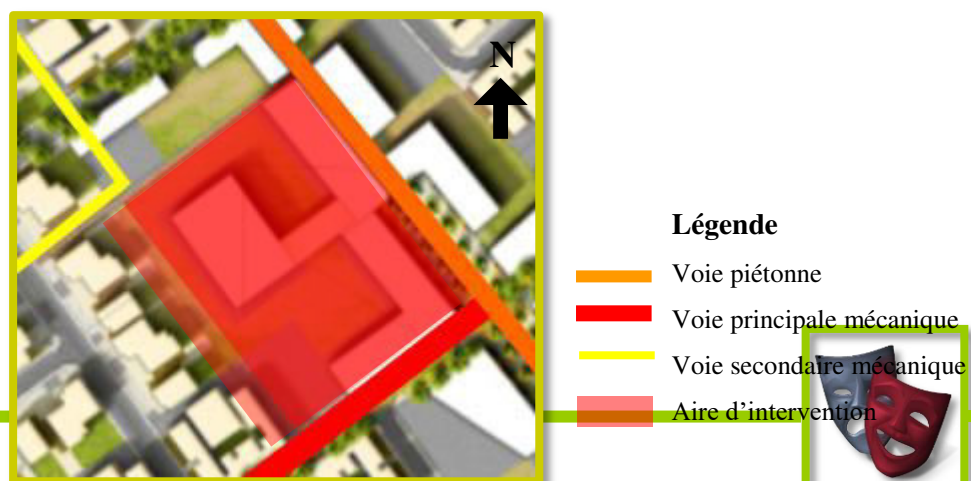 N
Légende
Voie piétonne
Voie principale mécanique
Voie secondaire mécanique
Aire d’intervention